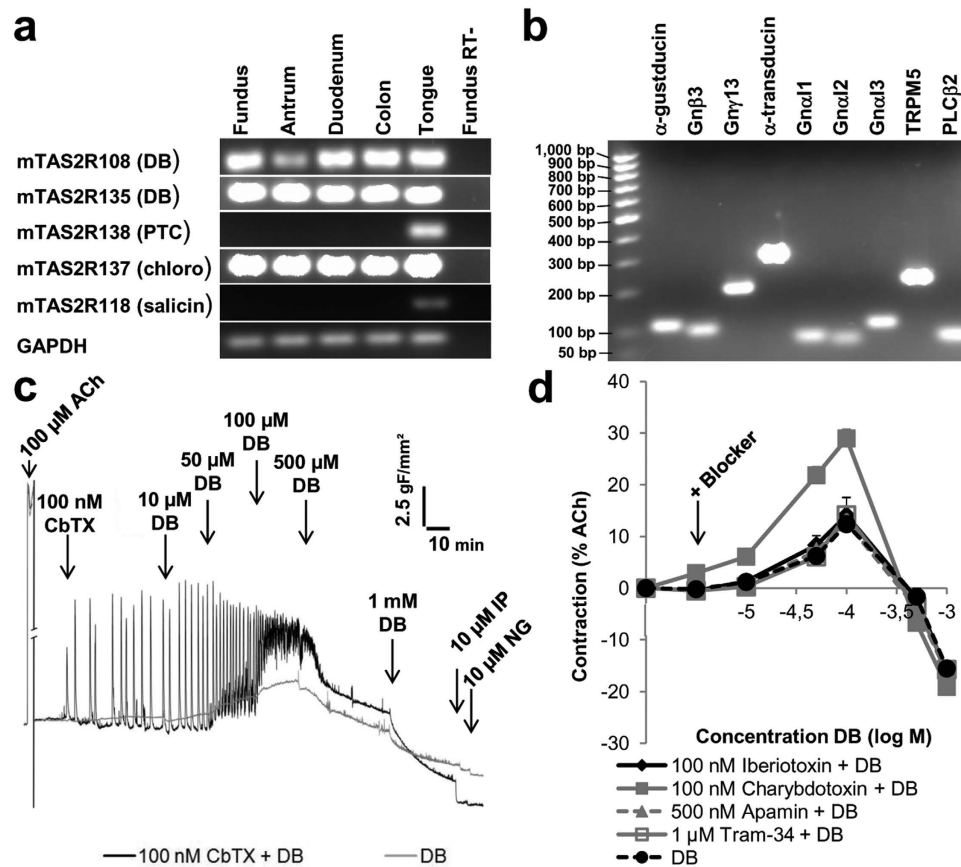 a
Fundus
Antrum
Duodenum
Colon
Tongue
Fundus RT-
mTAS2R108 (DB)
mTAS2R135 (DB)
mTAS2R138 (PTC)
mTAS2R137 (chloro)
mTAS2R118 (salicin)
GAPDH
b
α-gustducin
Gnβ3
Gnγ13
α-transducin
GnαI1
GnαI2
GnαI3
TRPM5
PLCβ2
1,000 bp
900 bp
800 bp
700 bp
600 bp
500 bp
400 bp
300 bp
200 bp
100 bp
50 bp
c
100 µM ACh
100 nM
CbTX
10 µM
DB
50 µM
DB
100 µM
DB
500 µM
DB
2.5 gF/mm²
10 min
1 mM
DB
10 µM IP
10 µM NG
100 nM CbTX + DB
DB
d
Contraction (% ACh)
40
30
20
10
0
-10
-20
-30
+ Blocker
-5
-4,5
-4
-3,5
-3
Concentration DB (log M)
100 nM Iberiotoxin + DB
100 nM Charybdotoxin + DB
500 nM Apamin + DB
1 µM Tram-34 + DB
DB